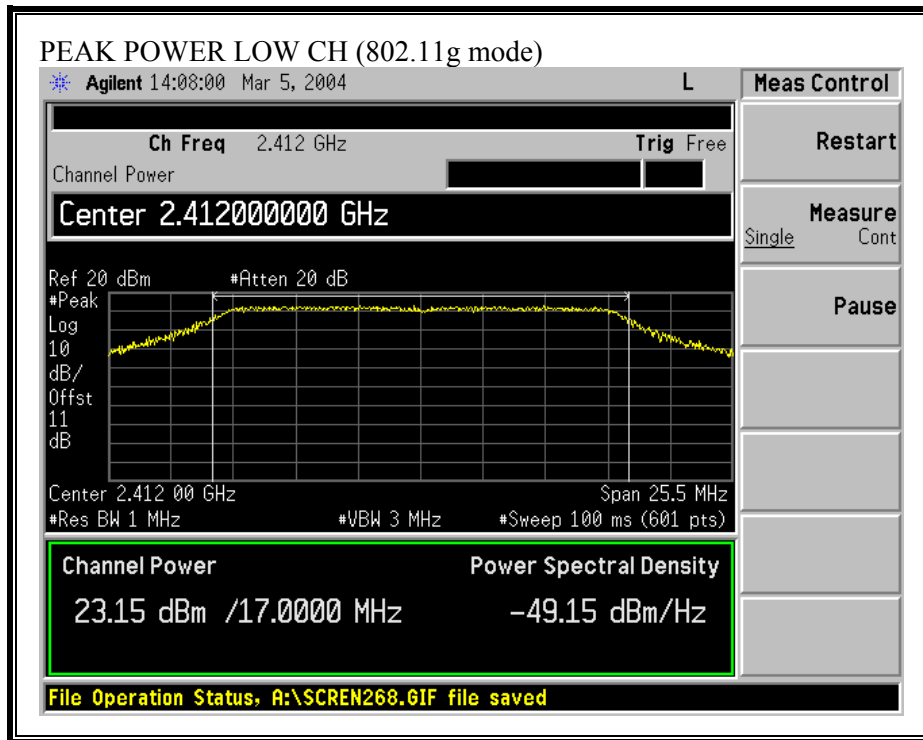 PEAK POWER LOW CH (802.11g mode)
Agilent 14:08:00 Mar 5, 2004 L
Meas Control
Ch Freq 2.412 GHz Trig Free
Channel Power
Center 2.412000000 GHz
Restart
Measure
Single Cont
Pause
Ref 20 dBm #Atten 20 dB
#Peak
Log
10
dB/
Offst
11
dB
Center 2.412 00 GHz Span 25.5 MHz
#Res BW 1 MHz #VBW 3 MHz #Sweep 100 ms (601 pts)
Channel Power Power Spectral Density
23.15 dBm /17.0000 MHz -49.15 dBm/Hz
File Operation Status, A:\SCREN268.GIF file saved